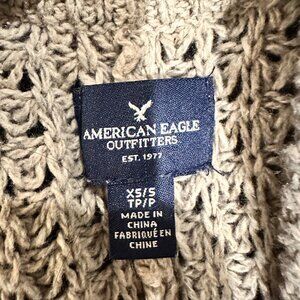 AMERICAN EAGLE
OUTFITTERS
EST. 1977
XS/S
TP/P
MADE IN
CHINA
FABRIQUÉ EN
CHINE